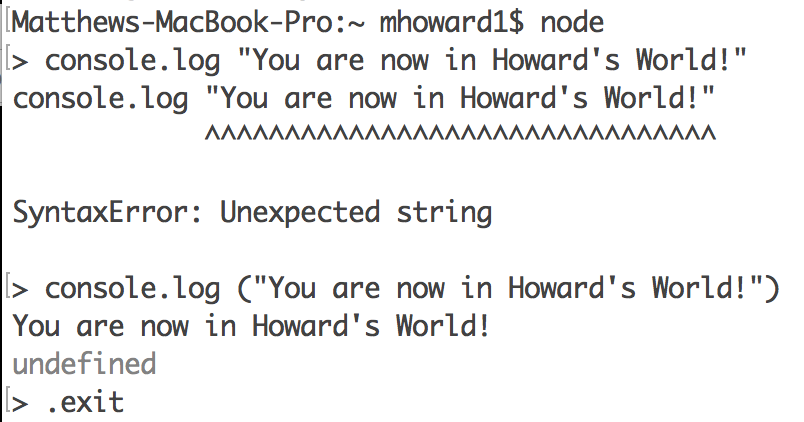 Matthews-MacBook-Pro:~ mhoward1$ node
> console.log "You are now in Howard's World!"
console.log "You are now in Howard's World!"
            ^^^^^^^^^^^^^^^^^^^^^^^^^^^^^^^^
SyntaxError: Unexpected string
> console.log ("You are now in Howard's World!")
You are now in Howard's World!
undefined
> .exit